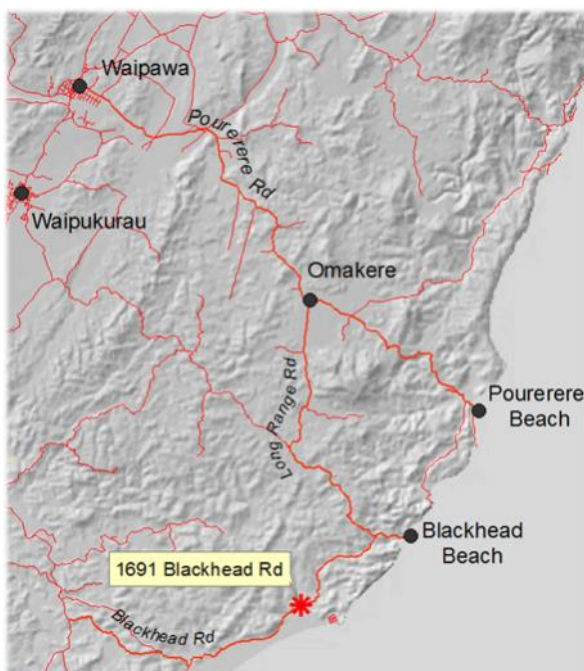 Waipawa
Pourerere Rd
Waipukurau
Omakere
Long Range Rd
Pourerere
Beach
Blackhead
Beach
1691 Blackhead Rd
Blackhead Rd